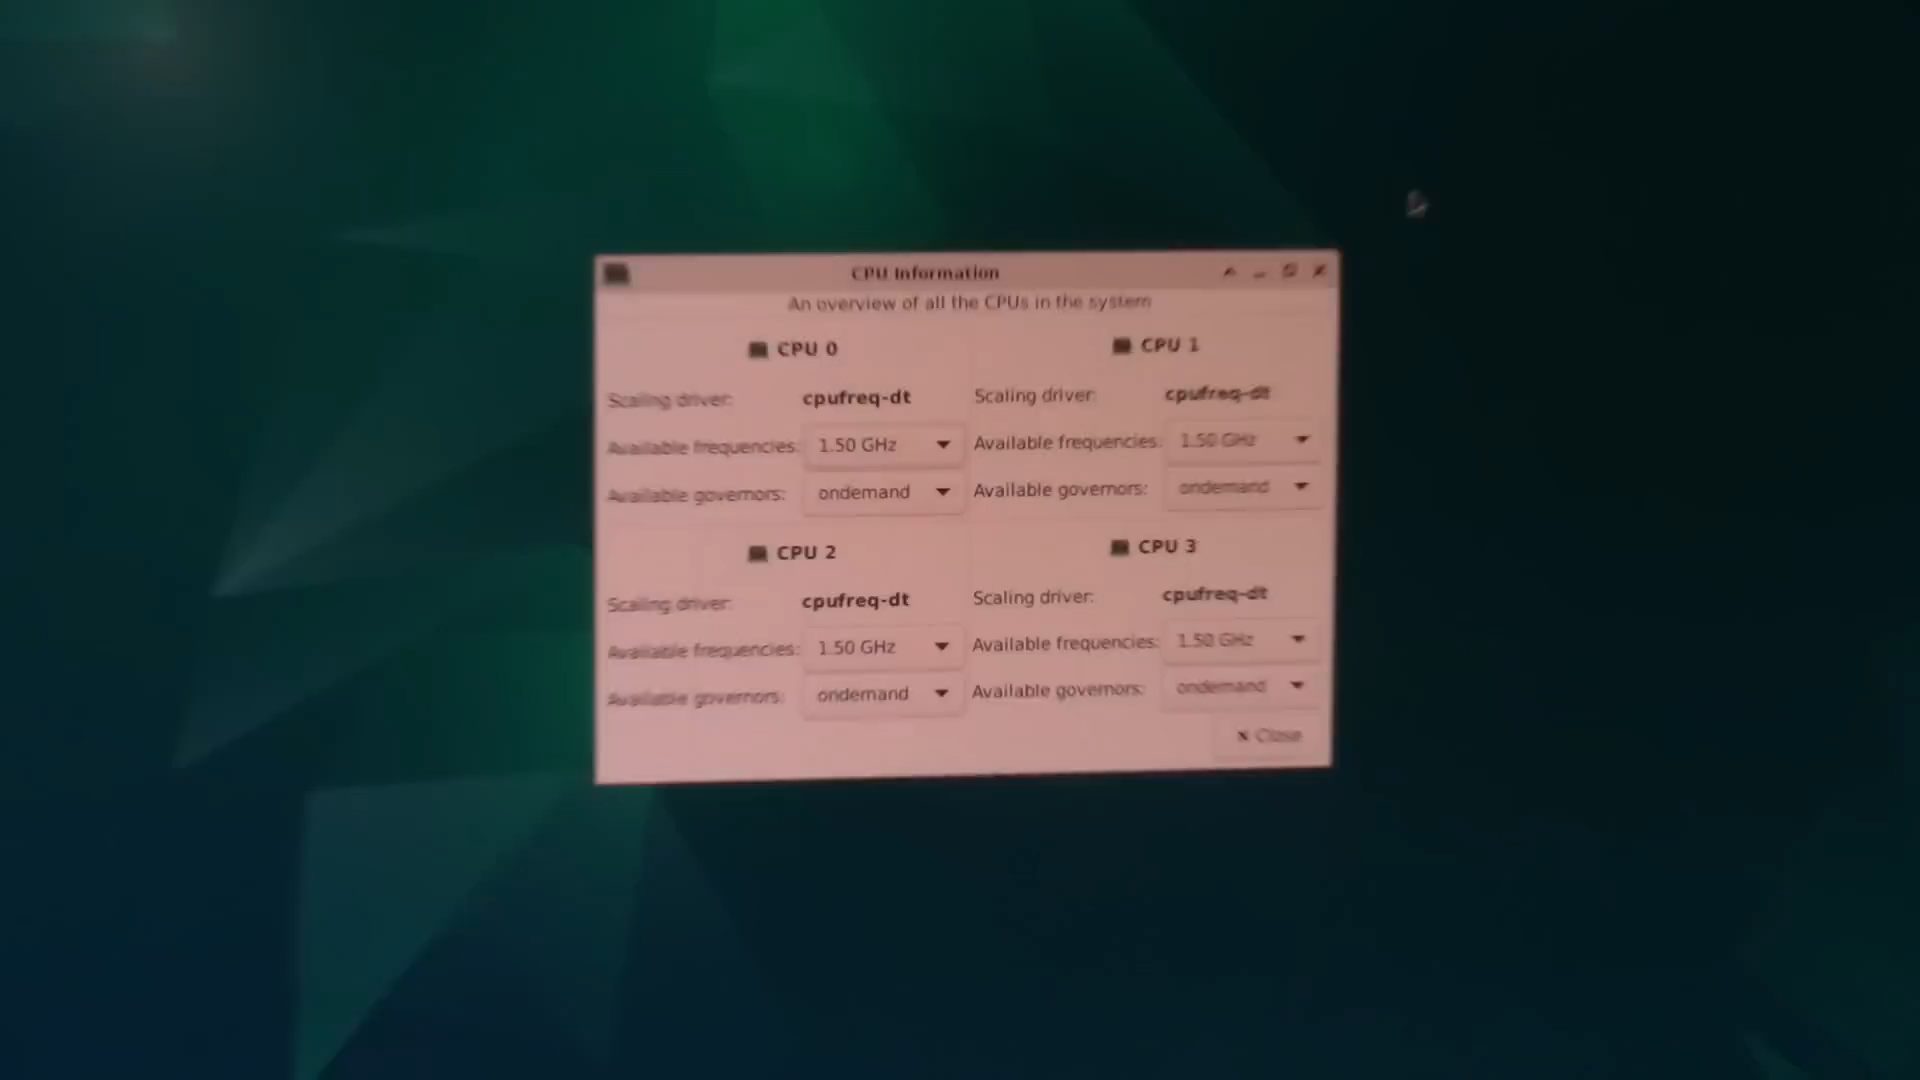 CPU Information
An overview of all the CPUs in the system
CPU 0
Scaling driver: cpufreq-dt
Available frequencies: 1.50 GHz
Available governors: ondemand
CPU 1
Scaling driver: cpufreq-dt
Available frequencies: 1.50 GHz
Available governors: ondemand
CPU 2
Scaling driver: cpufreq-dt
Available frequencies: 1.50 GHz
Available governors: ondemand
CPU 3
Scaling driver: cpufreq-dt
Available frequencies: 1.50 GHz
Available governors: ondemand
Close